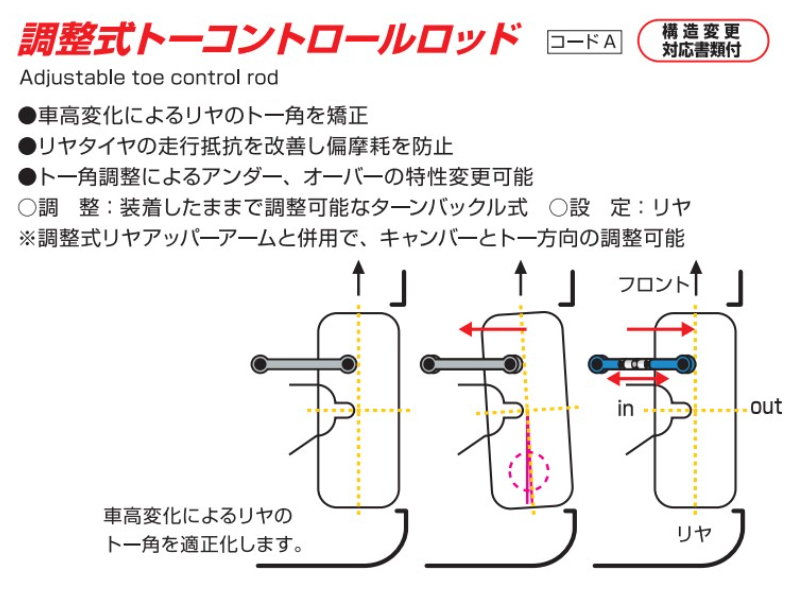 調整式トーコントロールロッド コードA 構造変更
対応書類付
Adjustable toe control rod
●車高変化によるリヤのトー角を矯正
●リヤタイヤの走行抵抗を改善し偏摩耗を防止
●トー角調整によるアンダー、オーバーの特性変更可能
○調　整：装着したままで調整可能なターンバックル式　○設　定：リヤ
※調整式リヤアッパーアームと併用で、キャンバーとトー方向の調整可能
フロント
in
out
リヤ
車高変化によるリヤの
トー角を適正化します。